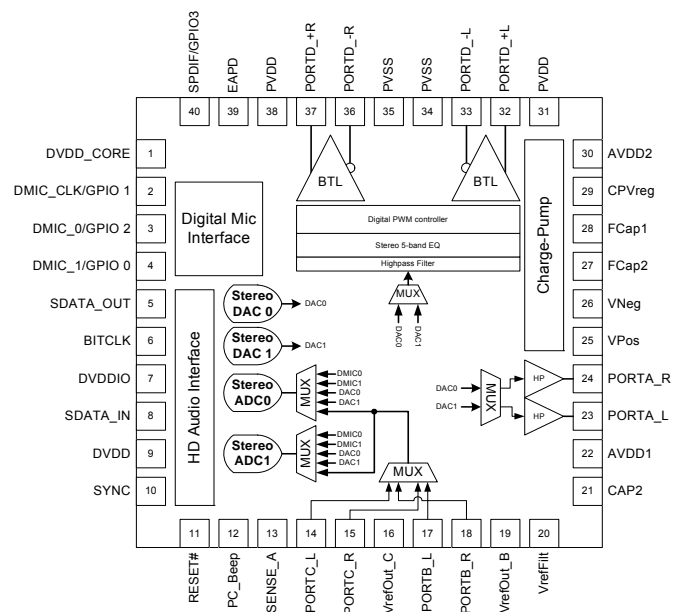 SPDIF/GPIO3
EAPD
PVDD
PORTD_+R
PORTD_-R
PVSS
PVSS
PORTD_-L
PORTD_+L
PVDD
40
39
38
37
36
35
34
33
32
31
DVDD_CORE 1
DMIC_CLK/GPIO 1 2
DMIC_0/GPIO 2 3
DMIC_1/GPIO 0 4
SDATA_OUT 5
BITCLK 6
DVDDIO 7
SDATA_IN 8
DVDD 9
SYNC 10
30 AVDD2
29 CPVreg
28 FCap1
27 FCap2
26 VNeg
25 VPos
24 PORTA_R
23 PORTA_L
22 AVDD1
21 CAP2
BTL
BTL
Digital Mic
Interface
Digital PWM controller
Stereo 5-band EQ
Highpass Filter
MUX
DAC0
DAC1
Charge-Pump
HD Audio Interface
Stereo
DAC 0
DAC0
Stereo
DAC 1
DAC1
Stereo
ADC0
MUX
DMIC0
DMIC1
DAC0
DAC1
Stereo
ADC1
MUX
DMIC0
DMIC1
DAC0
DAC1
MUX
DAC0
DAC1
MUX
HP
HP
11
12
13
14
15
16
17
18
19
20
RESET#
PC_Beep
SENSE_A
PORTC_L
PORTC_R
VrefOut_C
PORTB_L
PORTB_R
VrefOut_B
VrefFilt